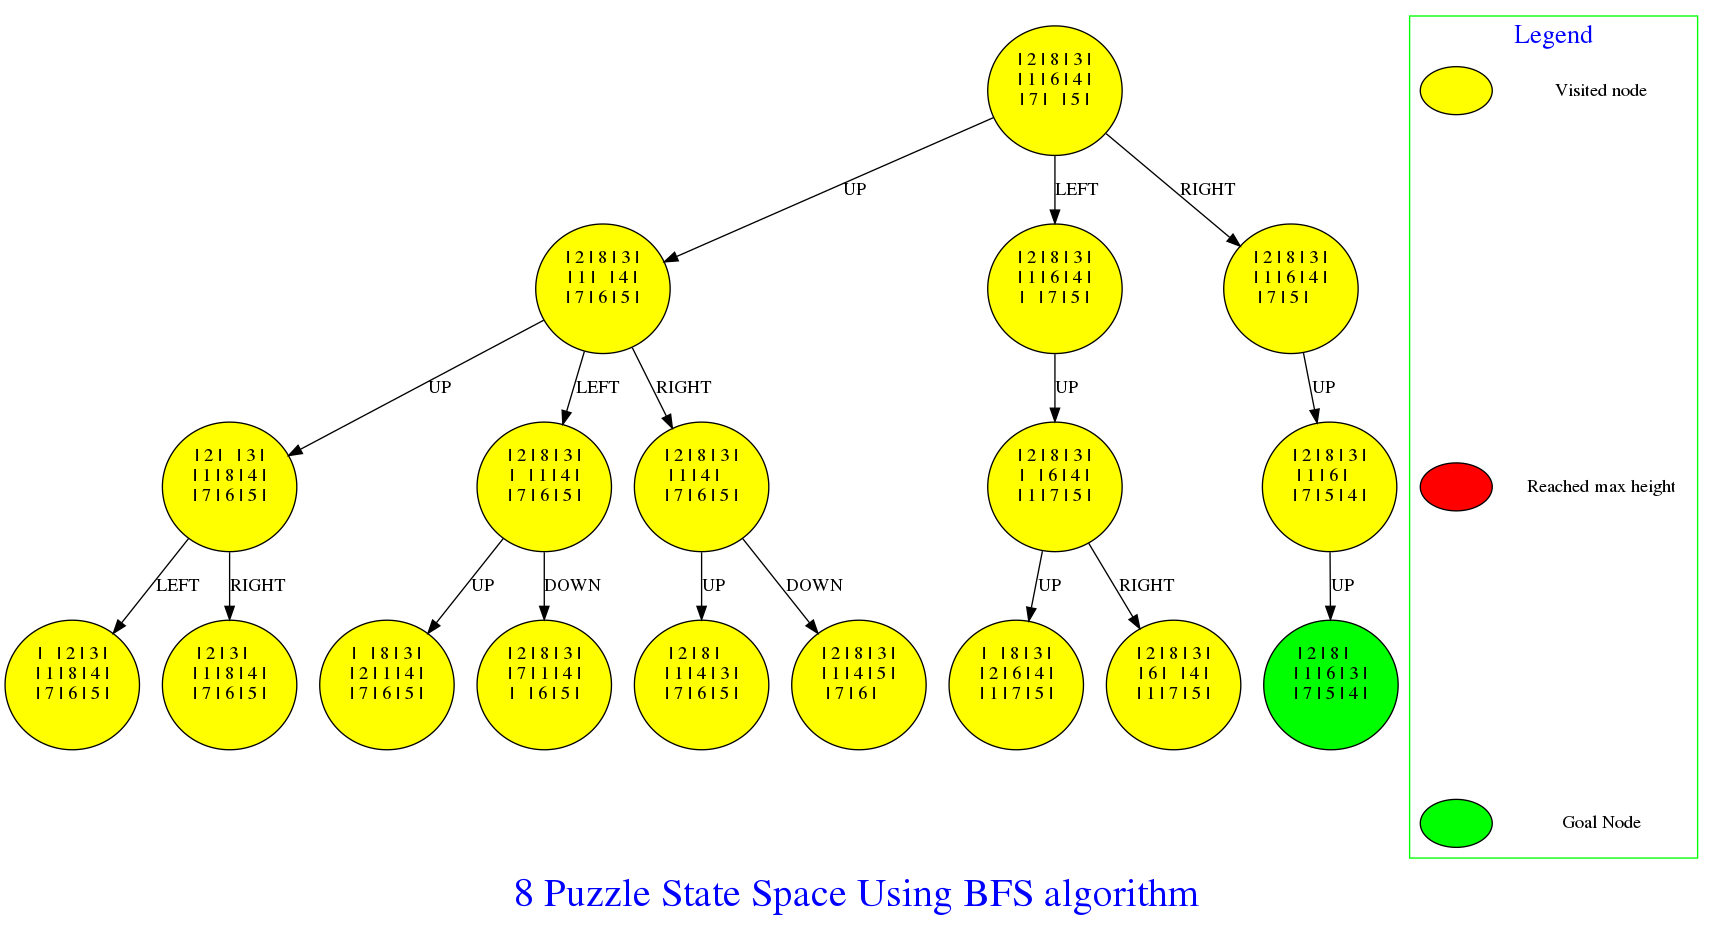 Legend
| 2 | 8 | 3 |
| 1 | 6 | 4 |
| 7 |   | 5 |
Visited node
UP
LEFT
RIGHT
| 2 | 8 | 3 |
| 1 |   | 4 |
| 7 | 6 | 5 |
| 2 | 8 | 3 |
| 1 | 6 | 4 |
|   | 7 | 5 |
| 2 | 8 | 3 |
| 1 | 6 | 4 |
| 7 | 5 |
UP
LEFT
RIGHT
UP
UP
| 2 |   | 3 |
| 1 | 8 | 4 |
| 7 | 6 | 5 |
| 2 | 8 | 3 |
|   | 1 | 4 |
| 7 | 6 | 5 |
| 2 | 8 | 3 |
| 1 | 4 |
| 7 | 6 | 5 |
| 2 | 8 | 3 |
|   | 6 | 4 |
| 1 | 7 | 5 |
| 2 | 8 | 3 |
| 1 | 6 |
| 7 | 5 | 4 |
Reached max height
LEFT
RIGHT
UP
DOWN
UP
DOWN
UP
RIGHT
UP
|   | 2 | 3 |
| 1 | 8 | 4 |
| 7 | 6 | 5 |
| 2 | 3 |
| 1 | 8 | 4 |
| 7 | 6 | 5 |
|   | 8 | 3 |
| 2 | 1 | 4 |
| 7 | 6 | 5 |
| 2 | 8 | 3 |
| 7 | 1 | 4 |
|   | 6 | 5 |
| 2 | 8 |
| 1 | 4 | 3 |
| 7 | 6 | 5 |
| 2 | 8 | 3 |
| 1 | 4 | 5 |
| 7 | 6 |
|   | 8 | 3 |
| 2 | 6 | 4 |
| 1 | 7 | 5 |
| 2 | 8 | 3 |
| 6 |   | 4 |
| 1 | 7 | 5 |
| 2 | 8 |
| 1 | 6 | 3 |
| 7 | 5 | 4 |
Goal Node
8 Puzzle State Space Using BFS algorithm